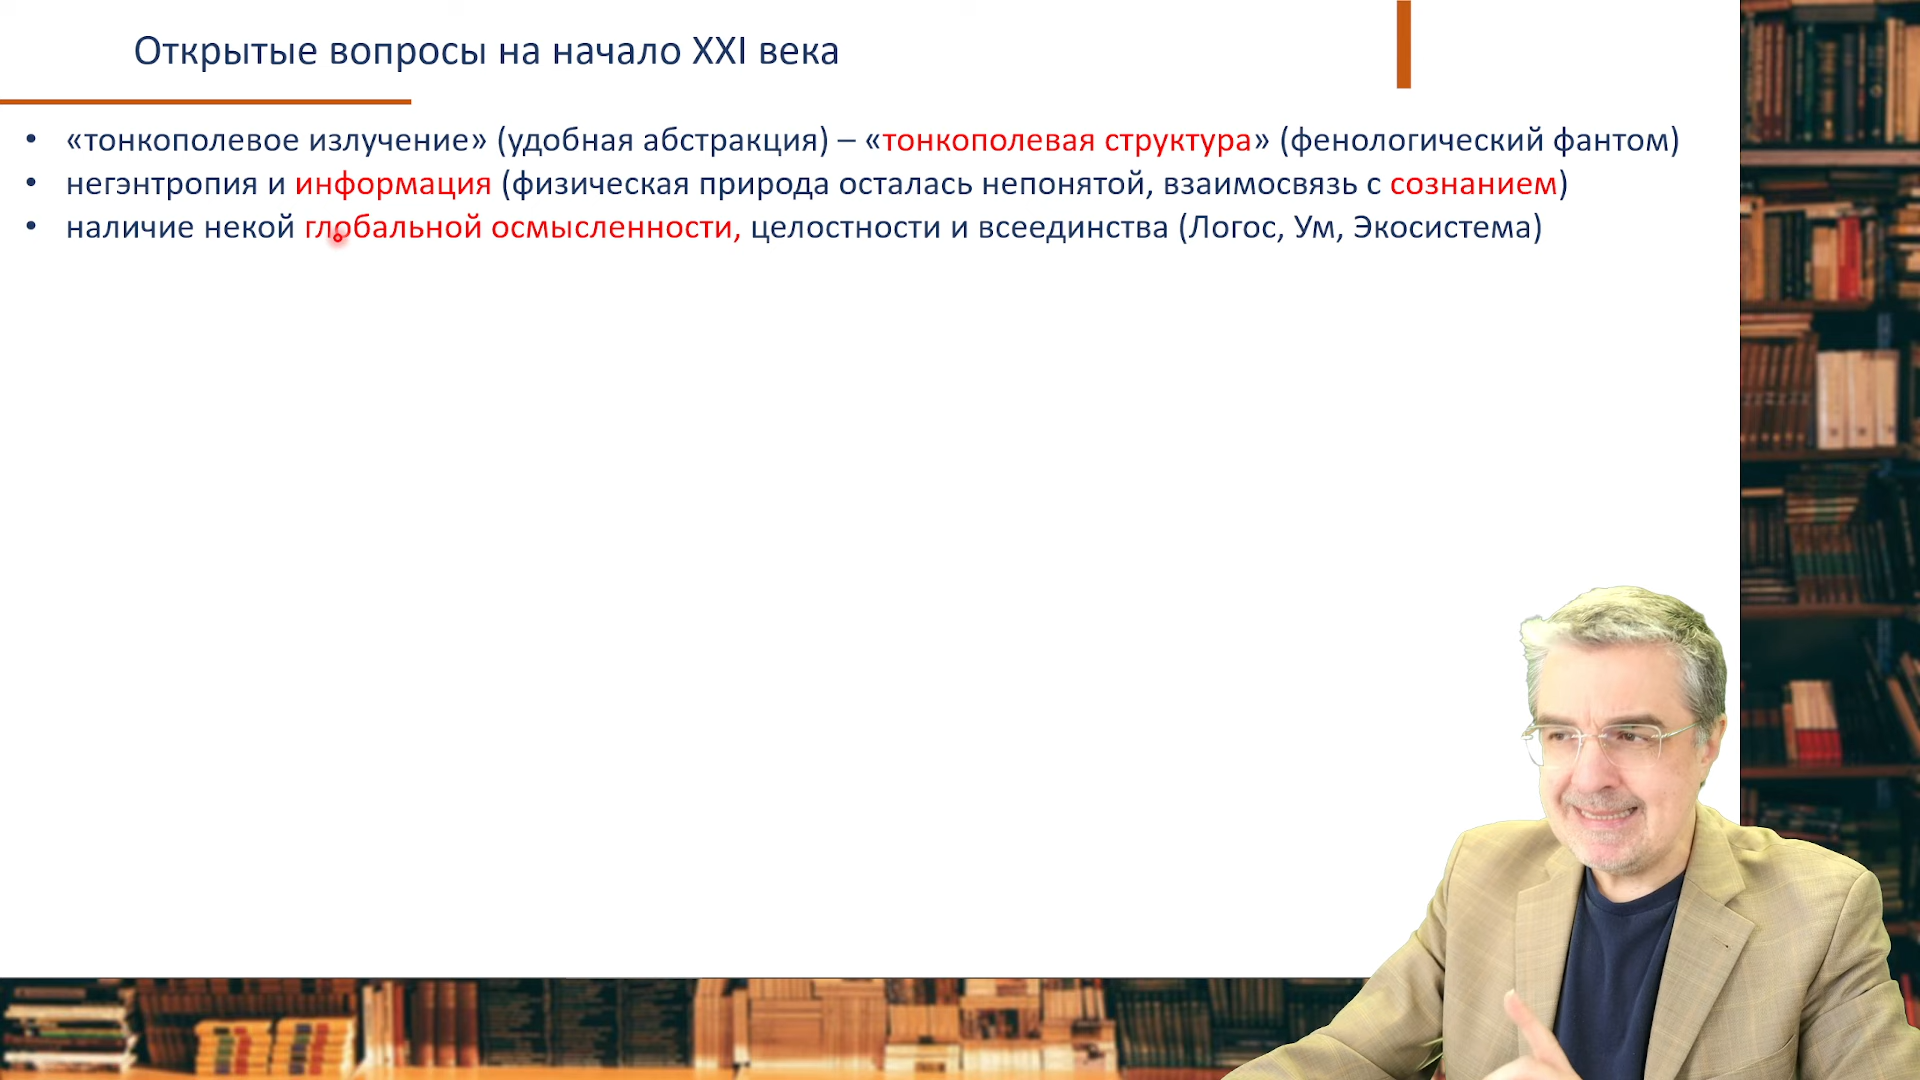 Открытые вопросы на начало XXI века
• «тонкополевое излучение» (удобная абстракция) – «тонкополевая структура» (фенологический фантом)
• негэнтропия и информация (физическая природа осталась непонятой, взаимосвязь с сознанием)
• наличие некой глобальной осмысленности, целостности и всеединства (Логос, Ум, Экосистема)